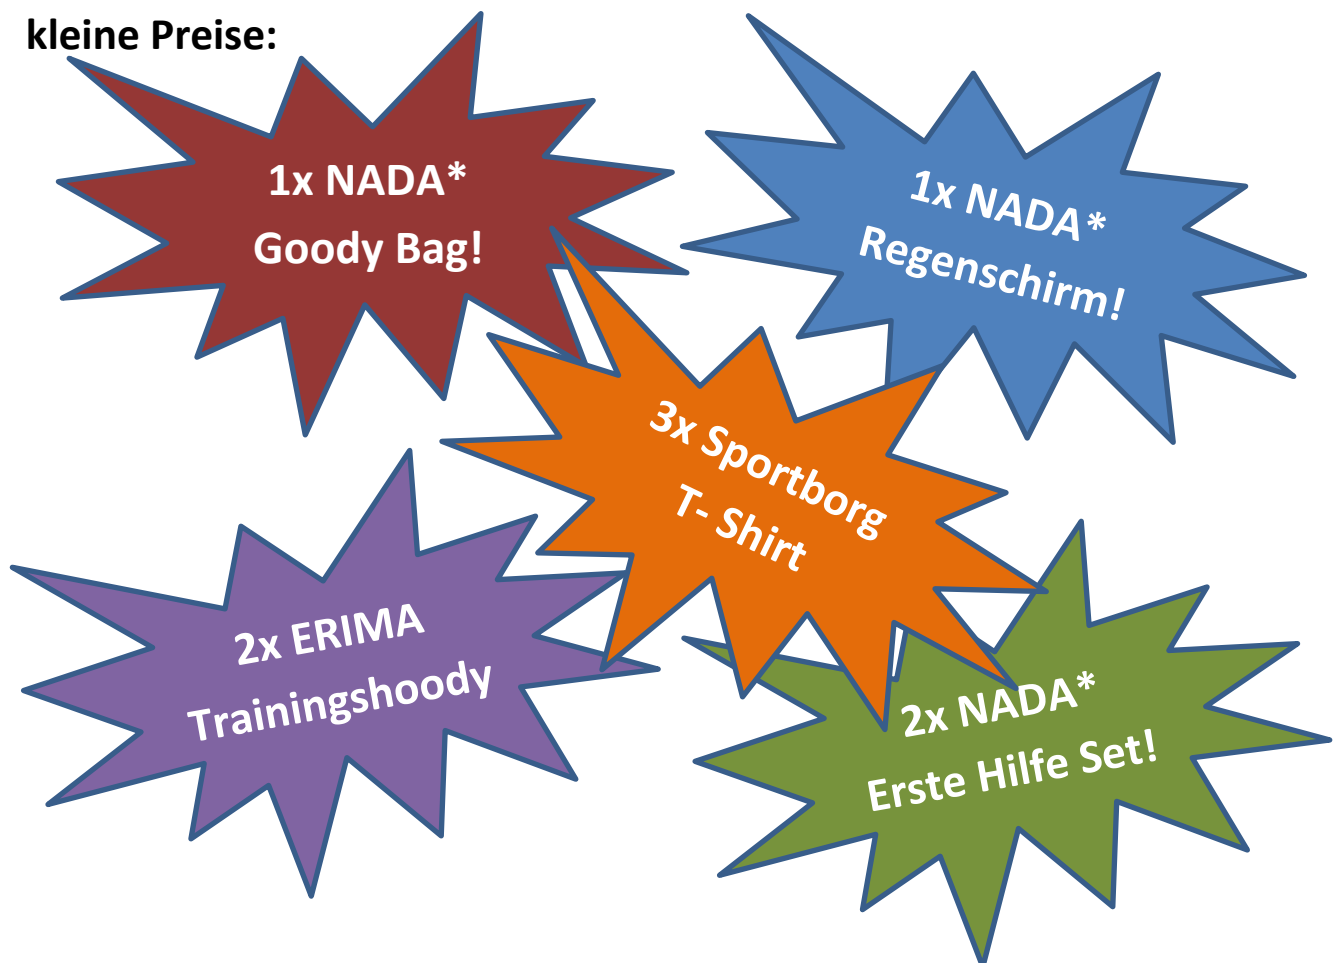 kleine Preise:
1x NADA*
Goody Bag!
1x NADA*
Regenschirm!
3x Sportborg
T- Shirt
2x ERIMA
Trainingshoody
2x NADA*
Erste Hilfe Set!